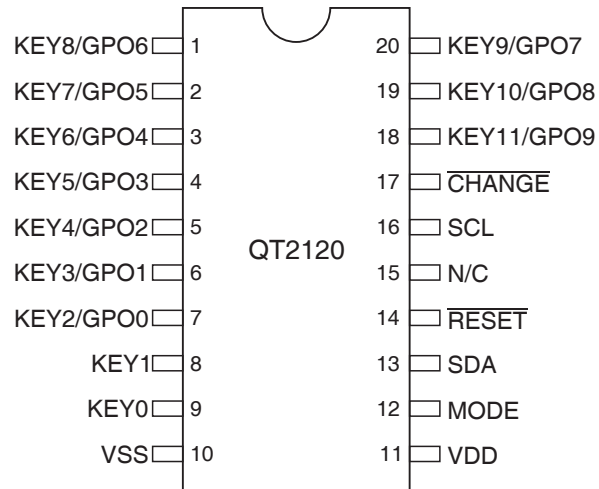 KEY8/GPO6 1 20 KEY9/GPO7
KEY7/GPO5 2 19 KEY10/GPO8
KEY6/GPO4 3 18 KEY11/GPO9
KEY5/GPO3 4 17 CHANGE
KEY4/GPO2 5 16 SCL
QT2120
KEY3/GPO1 6 15 N/C
KEY2/GPO0 7 14 RESET
KEY1 8 13 SDA
KEY0 9 12 MODE
VSS 10 11 VDD